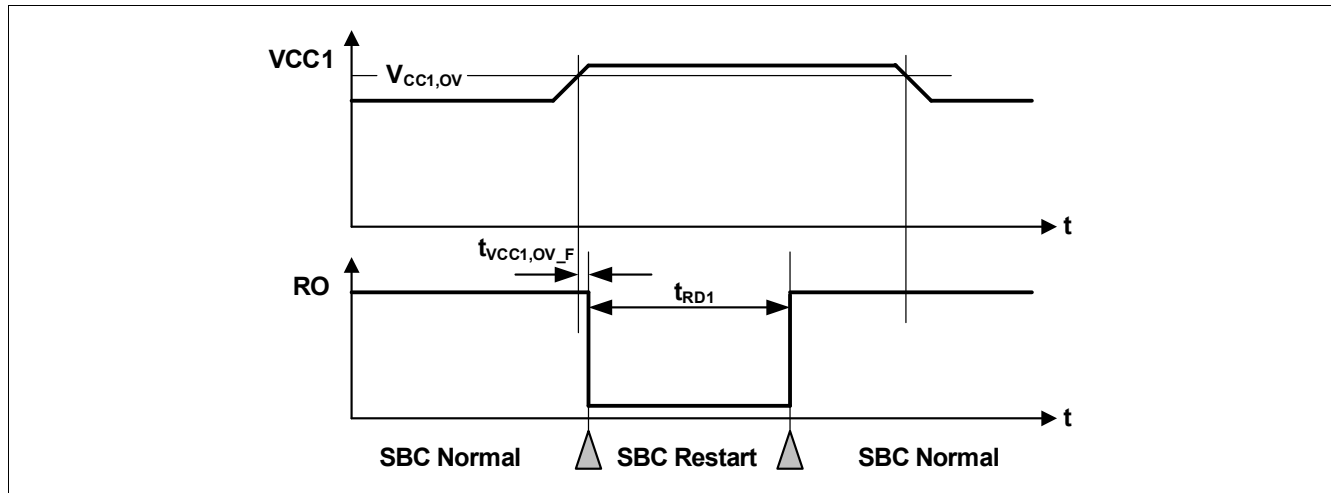 VCC1
VCC1,OV
t
tVCC1,OV_F
RO
tRD1
t
SBC Normal SBC Restart SBC Normal